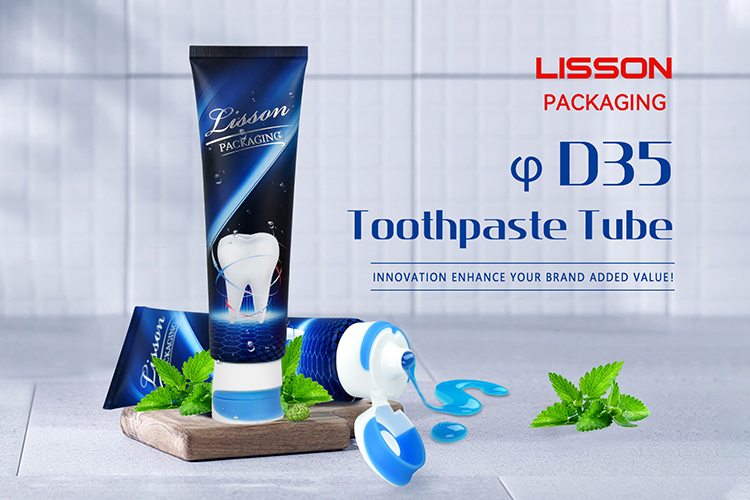 LISSON
PACKAGING
φ D35
Toothpaste Tube
INNOVATION ENHANCE YOUR BRAND ADDED VALUE!
Lisson
PACKAGING
Lisson
PACKAGING